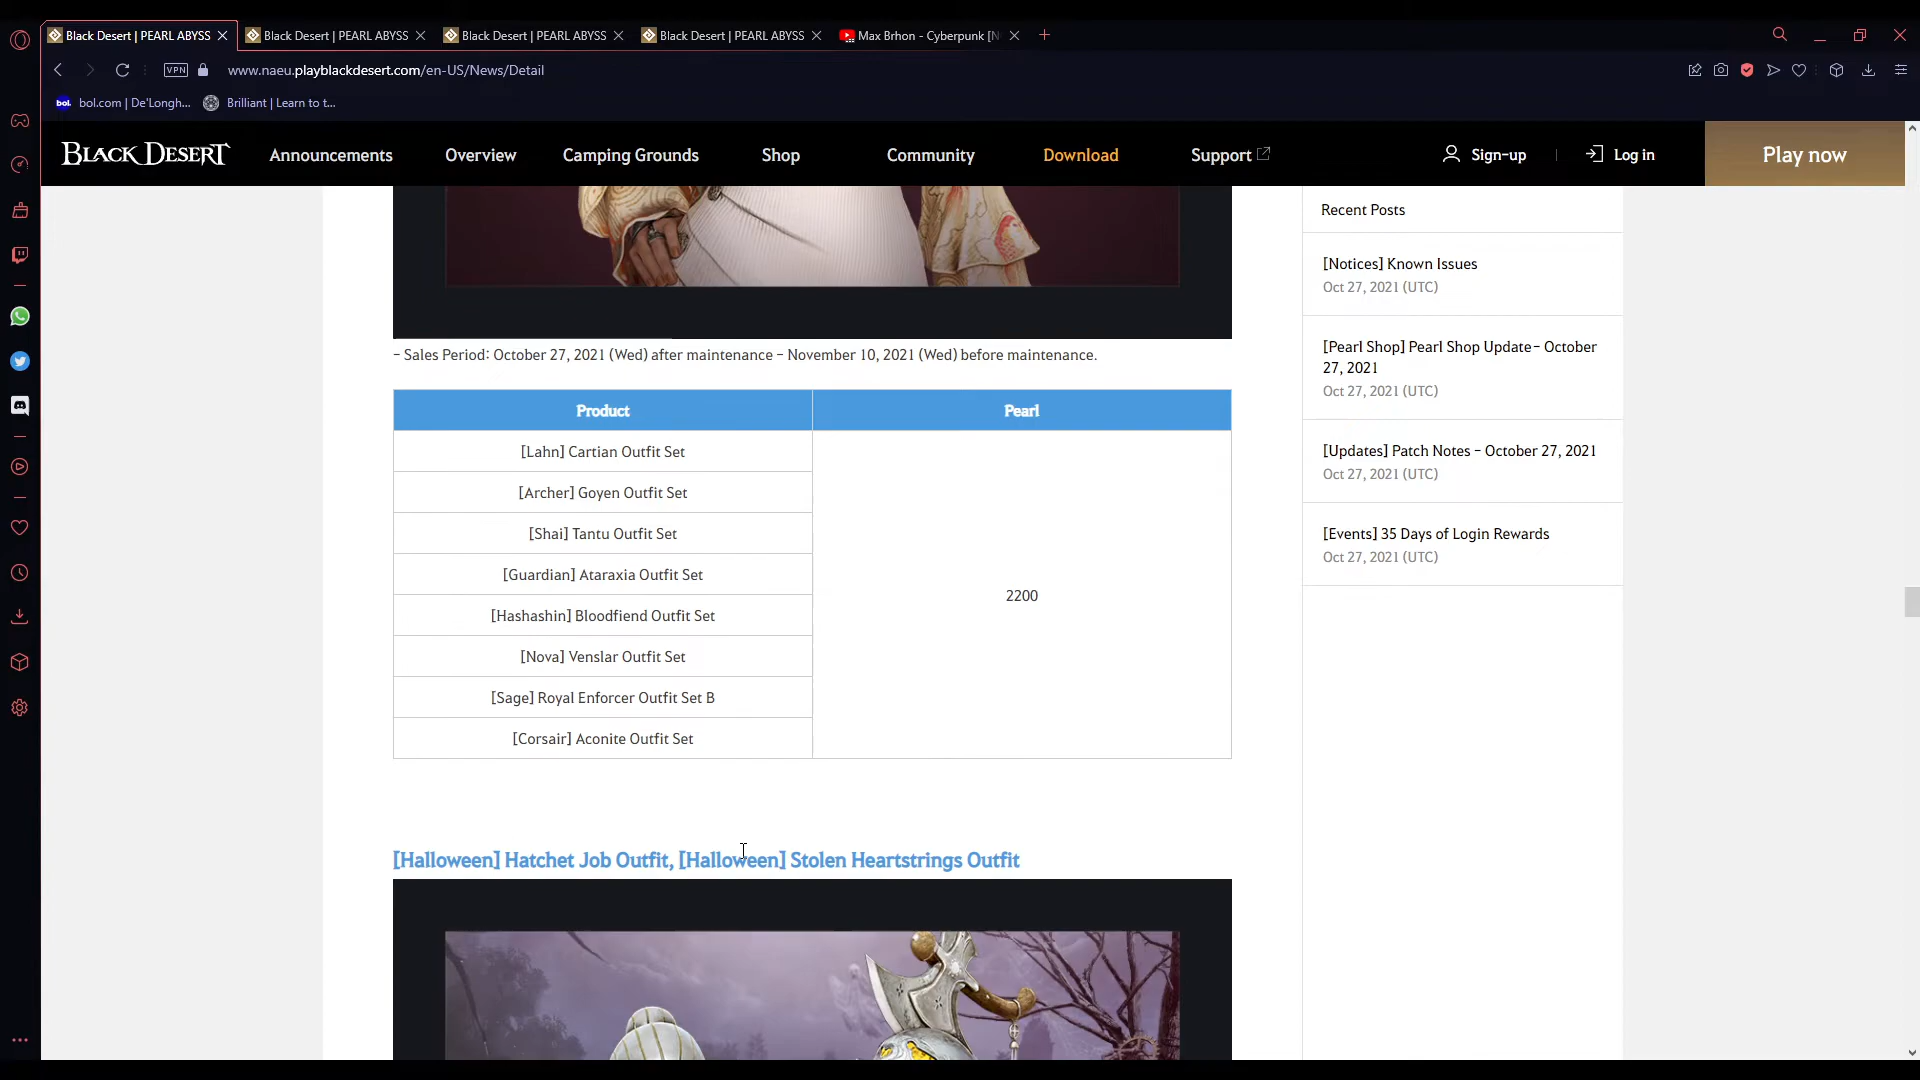 Black Desert | PEARL ABYSS
Black Desert | PEARL ABYSS
Black Desert | PEARL ABYSS
Black Desert | PEARL ABYSS
Max Brhon - Cyberpunk [N
VPN
www.naeu.playblackdesert.com/en-US/News/Detail
bol.
bol.com | De'Longh...
Brilliant | Learn to t...
BLACK DESERT
Announcements
Overview
Camping Grounds
Shop
Community
Download
Support
Sign-up
Log in
Play now
– Sales Period: October 27, 2021 (Wed) after maintenance – November 10, 2021 (Wed) before maintenance.
Product
Pearl
[Lahn] Cartian Outfit Set
[Archer] Goyen Outfit Set
[Shai] Tantu Outfit Set
[Guardian] Ataraxia Outfit Set
[Hashashin] Bloodfiend Outfit Set
[Nova] Venslar Outfit Set
[Sage] Royal Enforcer Outfit Set B
[Corsair] Aconite Outfit Set
2200
[Halloween] Hatchet Job Outfit, [Halloween] Stolen Heartstrings Outfit
Recent Posts
[Notices] Known Issues
Oct 27, 2021 (UTC)
[Pearl Shop] Pearl Shop Update– October
27, 2021
Oct 27, 2021 (UTC)
[Updates] Patch Notes – October 27, 2021
Oct 27, 2021 (UTC)
[Events] 35 Days of Login Rewards
Oct 27, 2021 (UTC)